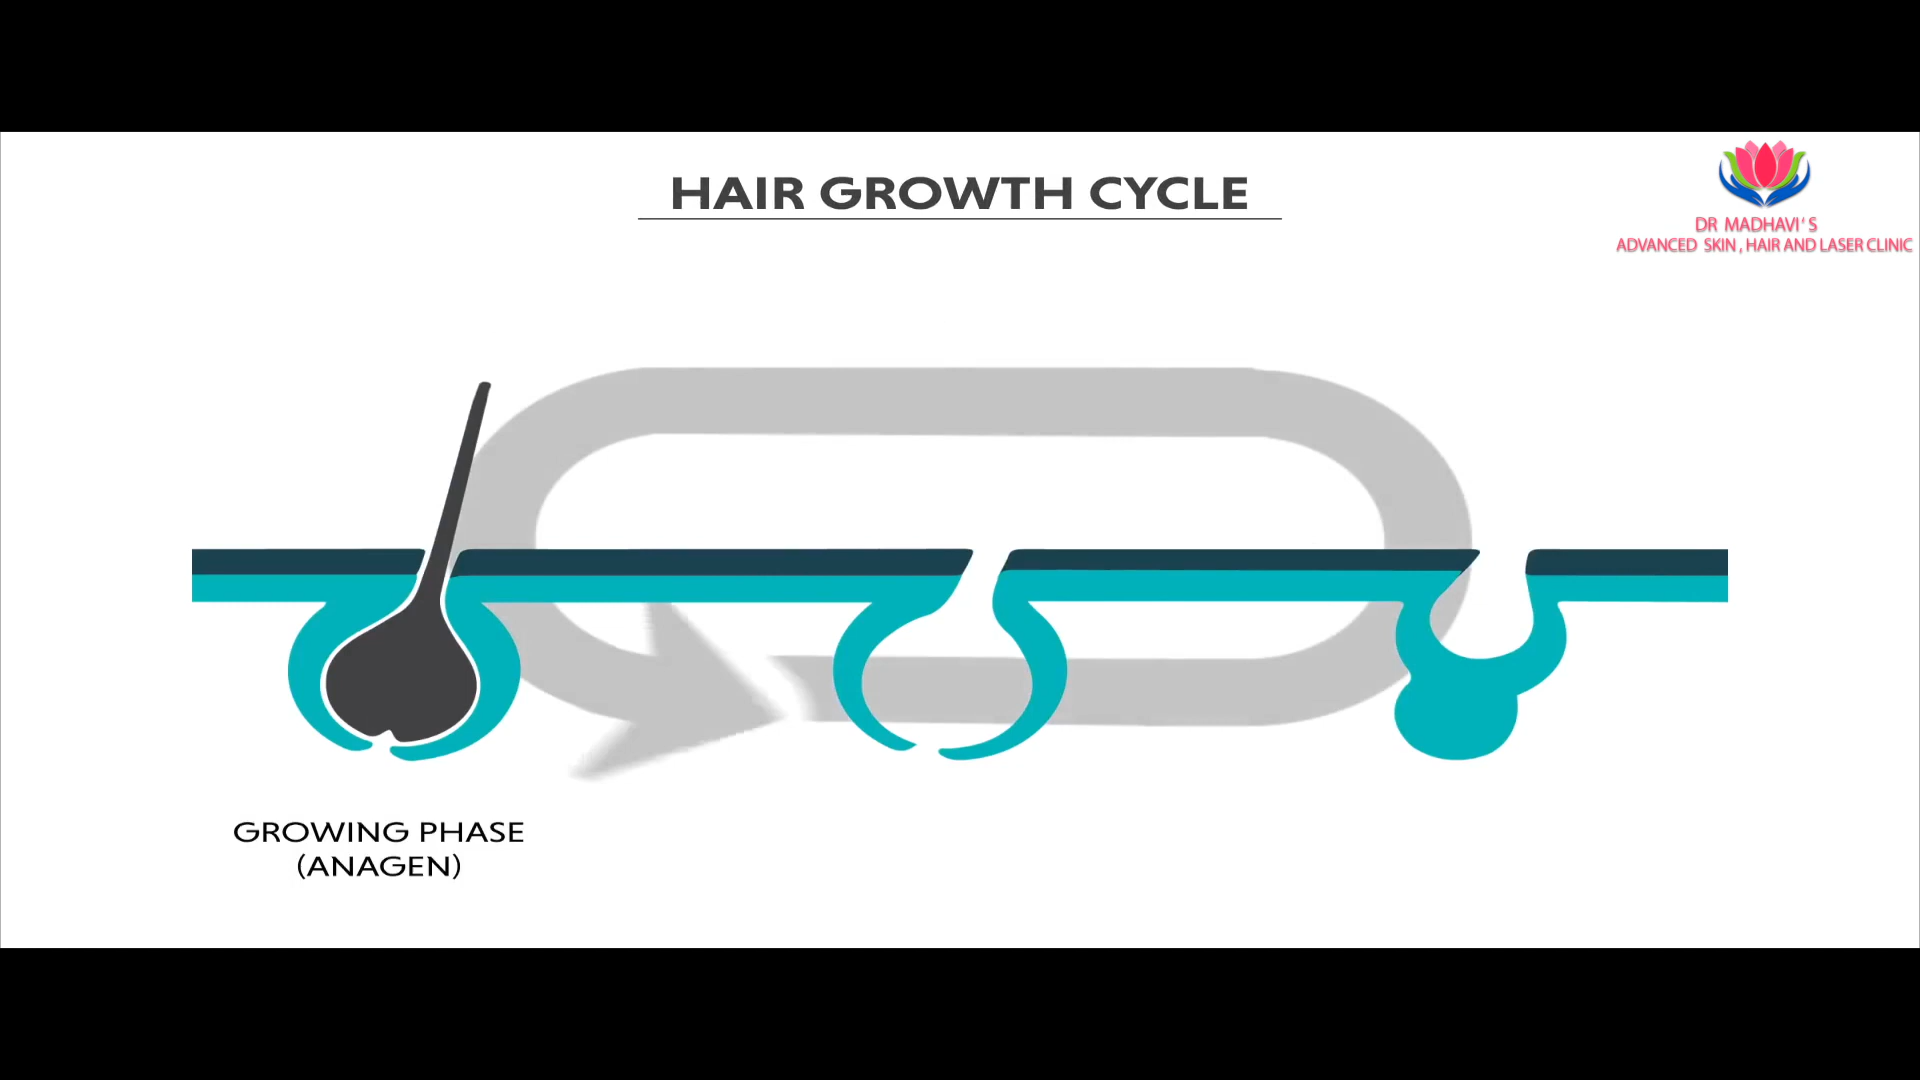 HAIR GROWTH CYCLE
DR MADHAVI'S
ADVANCED SKIN, HAIR AND LASER CLINIC
GROWING PHASE
(ANAGEN)